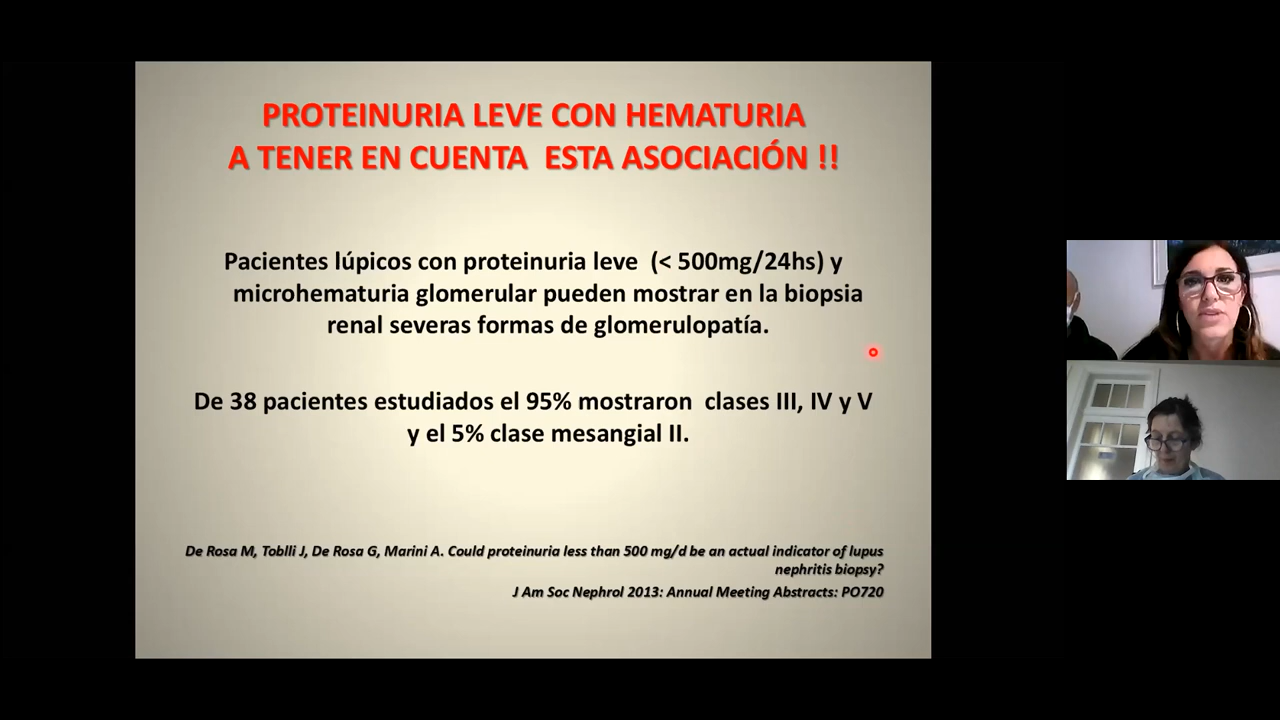 PROTEINURIA LEVE CON HEMATURIA
A TENER EN CUENTA ESTA ASOCIACIÓN !!
Pacientes lúpicos con proteinuria leve (< 500mg/24hs) y
microhematuria glomerular pueden mostrar en la biopsia
renal severas formas de glomerulopatía.
De 38 pacientes estudiados el 95% mostraron clases III, IV y V
y el 5% clase mesangial II.
De Rosa M, Toblli J, De Rosa G, Marini A. Could proteinuria less than 500 mg/d be an actual indicator of lupus
nephritis biopsy?
J Am Soc Nephrol 2013: Annual Meeting Abstracts: PO720